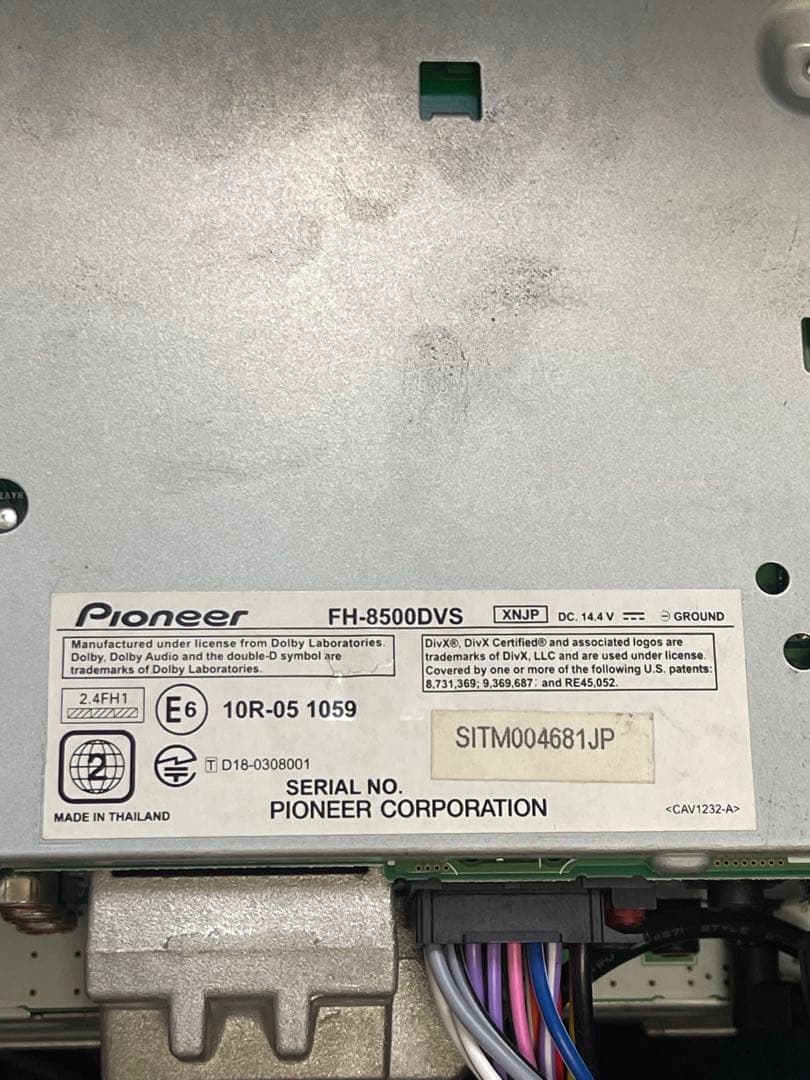 Pioneer FH-8500DVS XNJP DC. 14.4 V GROUND
Manufactured under license from Dolby Laboratories.
Dolby, Dolby Audio and the double-D symbol are
trademarks of Dolby Laboratories.
DivX®, DivX Certified® and associated logos are
trademarks of DivX, LLC and are used under license.
Covered by one or more of the following U.S. patents:
8,731,369; 9,369,687; and RE45,052.
2.4FH1
E6 10R-05 1059
SITM004681JP
2
T D18-0308001
SERIAL NO.
PIONEER CORPORATION
MADE IN THAILAND
<CAV1232-A>
STYLE